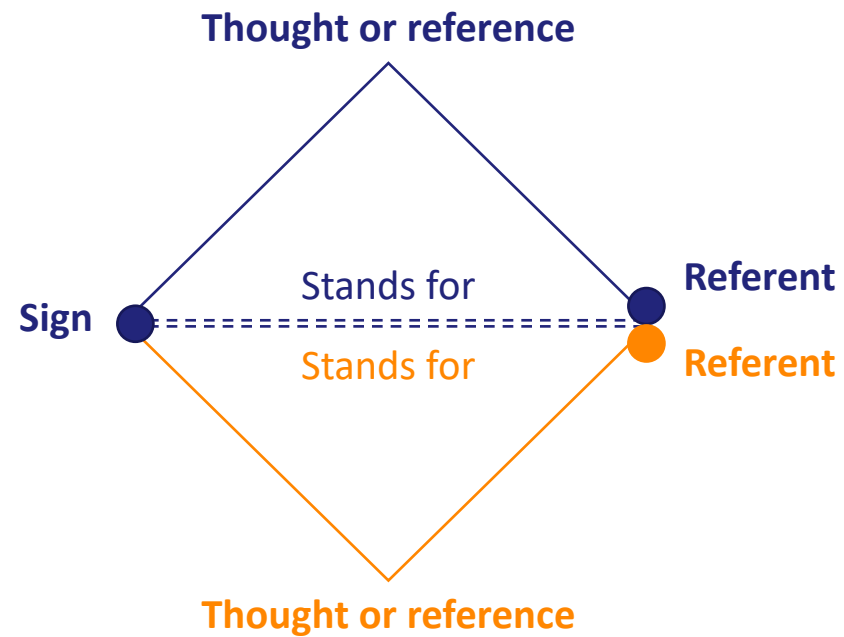 Thought or reference
Stands for
Referent
Sign
Stands for
Referent
Thought or reference